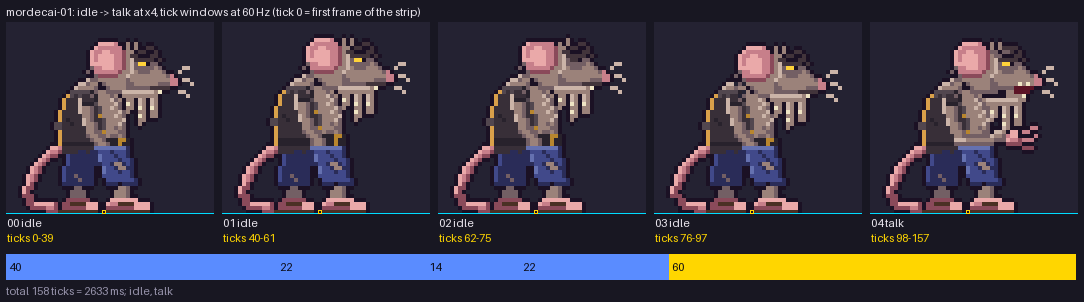 mordecai-01: idle -> talk at x4, tick windows at 60 Hz (tick 0 = first frame of the strip)
00 idle
ticks 0-39
01 idle
ticks 40-61
02 idle
ticks 62-75
03 idle
ticks 76-97
04 talk
ticks 98-157
40 22 14 22 60
total 158 ticks = 2633 ms; idle, talk